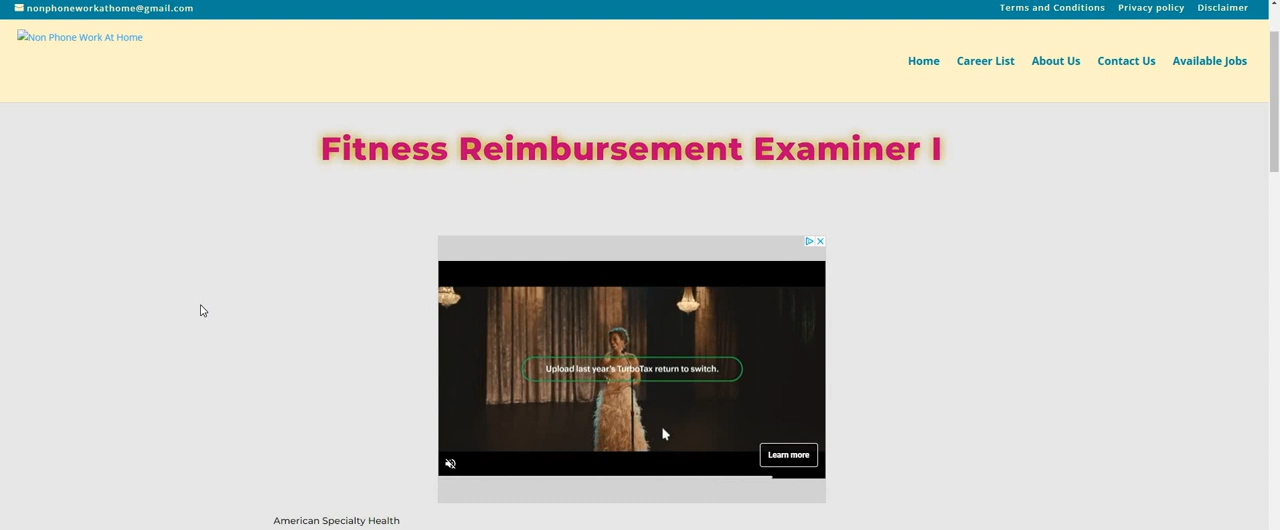 nonphoneworkathome@gmail.com
Terms and Conditions Privacy policy Disclaimer
Non Phone Work At Home
Home Career List About Us Contact Us Available Jobs
Fitness Reimbursement Examiner I
Upload last year's TurboTax return to switch.
Learn more
American Specialty Health